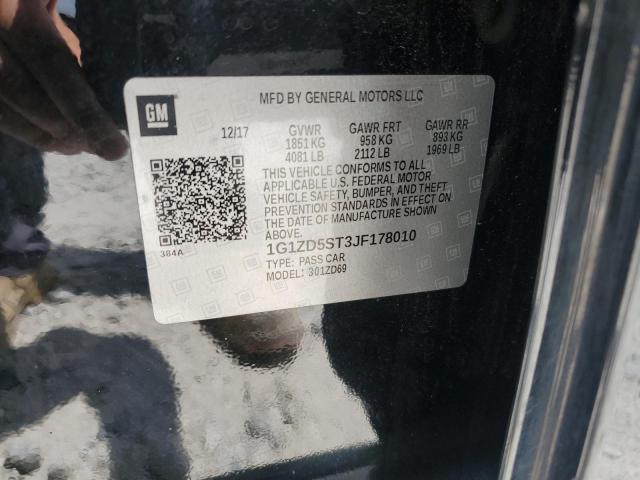 GM
MFD BY GENERAL MOTORS LLC
12/17 GVWR GAWR FRT GAWR RR
1851 KG 958 KG 893 KG
4081 LB 2112 LB 1969 LB
THIS VEHICLE CONFORMS TO ALL
APPLICABLE U.S. FEDERAL MOTOR
VEHICLE SAFETY, BUMPER, AND THEFT
PREVENTION STANDARDS IN EFFECT ON
THE DATE OF MANUFACTURE SHOWN
ABOVE.
384A
1G1ZD5ST3JF178010
TYPE: PASS CAR
MODEL: 301ZD69